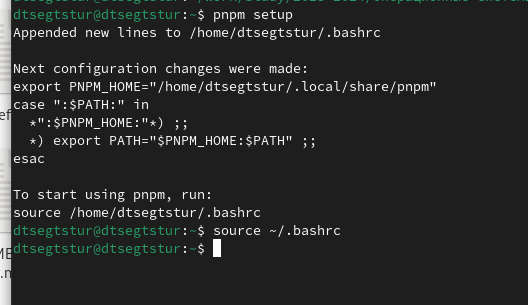 dtsegtstur@dtsegtstur:~$ pnpm setup
Appended new lines to /home/dtsegtstur/.bashrc

Next configuration changes were made:
export PNPM_HOME="/home/dtsegtstur/.local/share/pnpm"
case ":$PATH:" in
  *":$PNPM_HOME:"*) ;;
  *) export PATH="$PNPM_HOME:$PATH" ;;
esac

To start using pnpm, run:
source /home/dtsegtstur/.bashrc
dtsegtstur@dtsegtstur:~$ source ~/.bashrc
dtsegtstur@dtsegtstur:~$